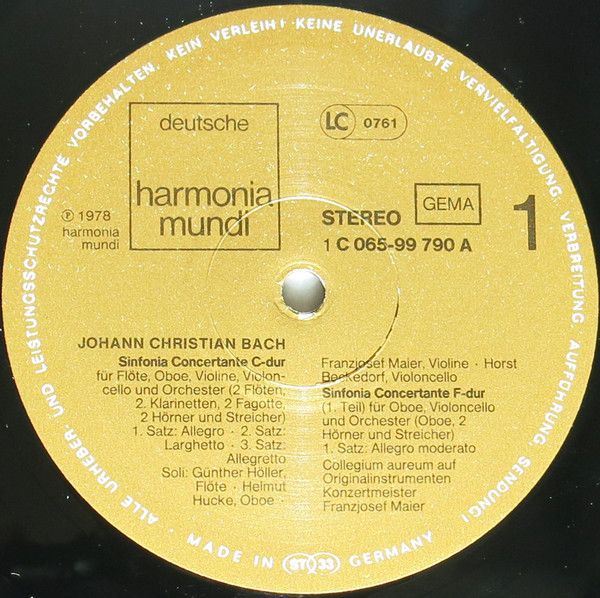 ALLE URHEBER- UND LEISTUNGSSCHUTZRECHTE VORBEHALTEN. KEIN VERLEIH! KEINE UNERLAUBTE VERVIELFÄLTIGUNG, VERBREITUNG AUFFÜHRUNG, SENDUNG!
deutsche
harmonia
mundi
LC 0761
℗ 1978
harmonia
mundi
STEREO GEMA
1 C 065-99 790 A
1
JOHANN CHRISTIAN BACH
Sinfonia Concertante C-dur
für Flöte, Oboe, Violine, Violon-
cello und Orchester (2 Flöten,
2. Klarinetten, 2 Fagotte,
2 Hörner und Streicher)
1. Satz: Allegro · 2. Satz:
Larghetto · 3. Satz:
Allegretto
Soli: Günther Höller,
Flöte · Helmut
Hucke, Oboe ·
Franzjosef Maier, Violine · Horst
Beckedorf, Violoncello
Sinfonia Concertante F-dur
(1. Teil) für Oboe, Violoncello
und Orchester (Oboe, 2
Hörner und Streicher)
1. Satz: Allegro moderato
Collegium aureum auf
Originalinstrumenten
Konzertmeister
Franzjosef Maier
· MADE IN GERMANY ·
ST 33